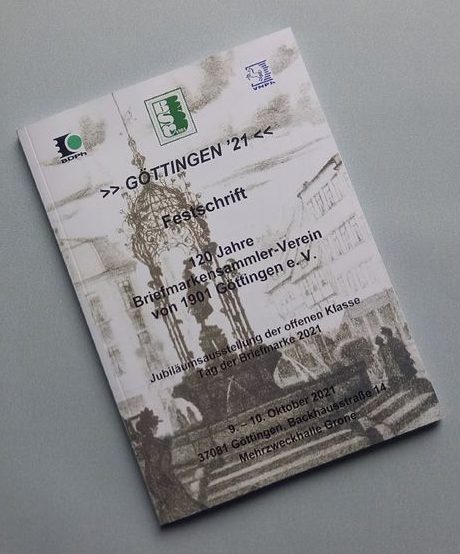 BDPh
VNPh
>> GÖTTINGEN '21 <<
Festschrift
120 Jahre
Briefmarkensammler-Verein
von 1901 Göttingen e. V.
Jubiläumsausstellung der offenen Klasse
Tag der Briefmarke 2021
9. – 10. Oktober 2021
37081 Göttingen, Backhausstraße 14
Mehrzweckhalle Grone